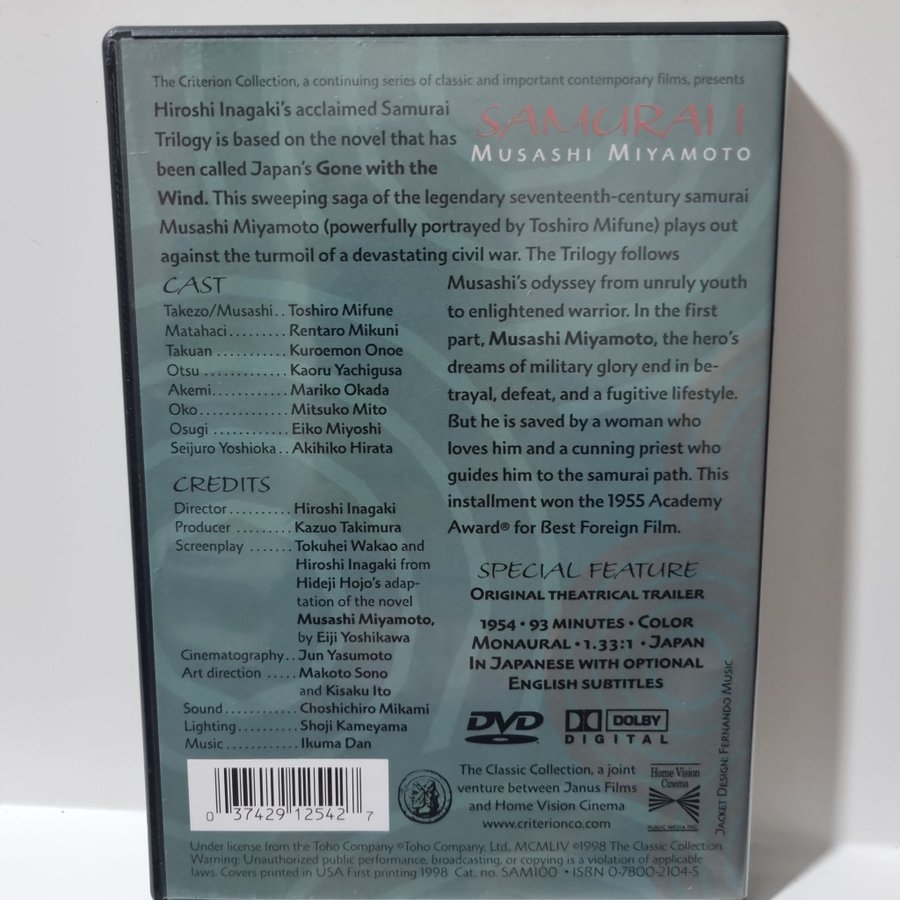 The Criterion Collection, a continuing series of classic and important contemporary films, presents
Hiroshi Inagaki's acclaimed Samurai
Trilogy is based on the novel that has
been called Japan's Gone with the
Wind. This sweeping saga of the legendary seventeenth-century samurai
Musashi Miyamoto (powerfully portrayed by Toshiro Mifune) plays out
against the turmoil of a devastating civil war. The Trilogy follows
SAMURAI I
MUSASHI MIYAMOTO
Musashi's odyssey from unruly youth
to enlightened warrior. In the first
part, Musashi Miyamoto, the hero's
dreams of military glory end in be-
trayal, defeat, and a fugitive lifestyle.
But he is saved by a woman who
loves him and a cunning priest who
guides him to the samurai path. This
installment won the 1955 Academy
Award® for Best Foreign Film.
CAST
Takezo/Musashi.. Toshiro Mifune
Matahaci.......... Rentaro Mikuni
Takuan .......... Kuroemon Onoe
Otsu ............ Kaoru Yachigusa
Akemi............ Mariko Okada
Oko............. Mitsuko Mito
Osugi ........... Eiko Miyoshi
Seijuro Yoshioka.. Akihiko Hirata
CREDITS
Director.......... Hiroshi Inagaki
Producer ......... Kazuo Takimura
Screenplay ....... Tokuhei Wakao and
Hiroshi Inagaki from
Hideji Hojo's adap-
tation of the novel
Musashi Miyamoto,
by Eiji Yoshikawa
Cinematography.. Jun Yasumoto
Art direction ..... Makoto Sono
and Kisaku Ito
Sound............ Choshichiro Mikami
Lighting.......... Shoji Kameyama
Music ........... Ikuma Dan
SPECIAL FEATURE
ORIGINAL THEATRICAL TRAILER
1954 • 93 MINUTES • COLOR
MONAURAL • 1.33:1 • JAPAN
IN JAPANESE WITH OPTIONAL
ENGLISH SUBTITLES
DVD
DOLBY
DIGITAL
JACKET DESIGN: FERNANDO MUSIC
0 37429 12542 7
The Classic Collection, a joint
venture between Janus Films
and Home Vision Cinema
www.criterionco.com
Home Vision
Cinema
PUBLIC MEDIA INC.
Under license from the Toho Company ©Toho Company, Ltd., MCMLIV ©1998 The Classic Collection
Warning: Unauthorized public performance, broadcasting, or copying is a violation of applicable
laws. Covers printed in USA First printing 1998 Cat. no. SAM100 • ISBN 0-7800-2104-5